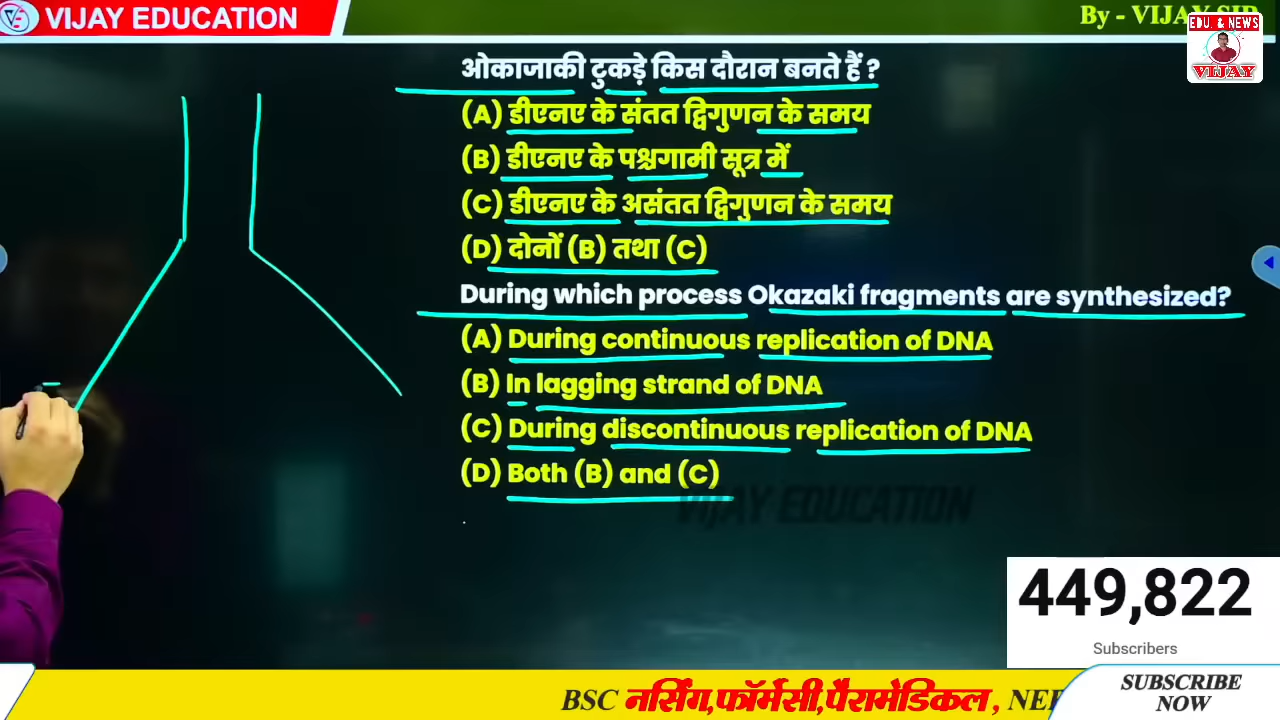 VIJAY EDUCATION
By - VIJAY SIR
EDU. & NEWS
VIJAY
ओकाजाकी टुकड़े किस दौरान बनते हैं ?
(A) डीएनए के संतत द्विगुणन के समय
(B) डीएनए के पश्चगामी सूत्र में
(C) डीएनए के असंतत द्विगुणन के समय
(D) दोनों (B) तथा (C)
During which process Okazaki fragments are synthesized?
(A) During continuous replication of DNA
(B) In lagging strand of DNA
(C) During discontinuous replication of DNA
(D) Both (B) and (C)
VIJAY EDUCATION
449,822
Subscribers
BSC नर्सिंग,फॉर्मेसी,पैरामेडिकल ,
SUBSCRIBE
NOW